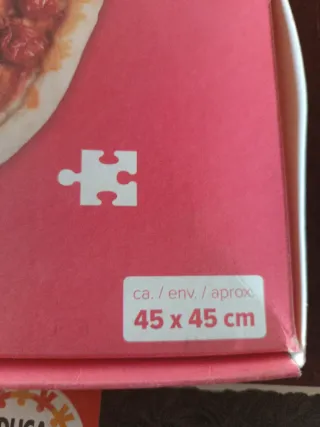 ca. / env. / aprox.
45 x 45 cm